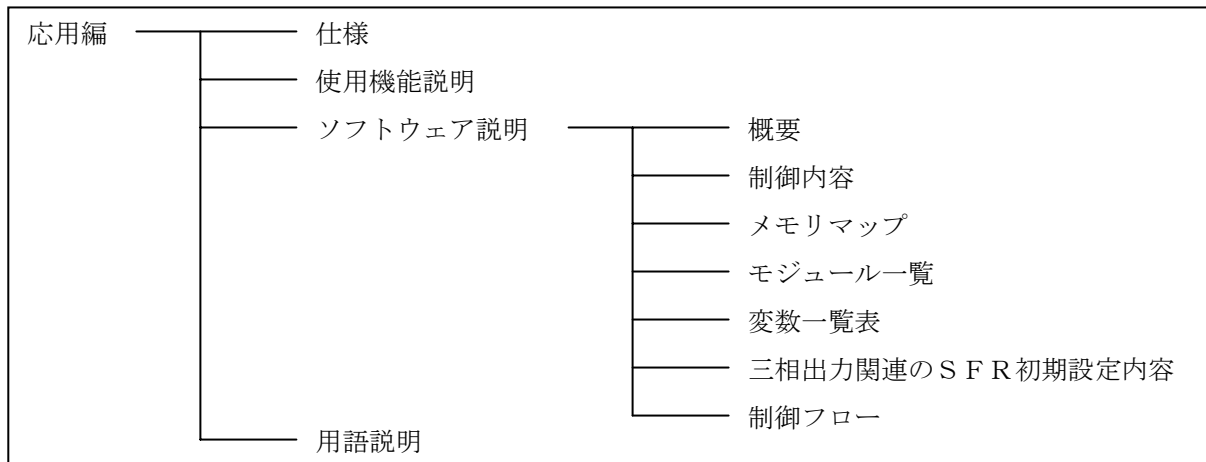 応用編
仕様
使用機能説明
ソフトウェア説明
概要
制御内容
メモリマップ
モジュール一覧
変数一覧表
三相出力関連のＳＦＲ初期設定内容
制御フロー
用語説明